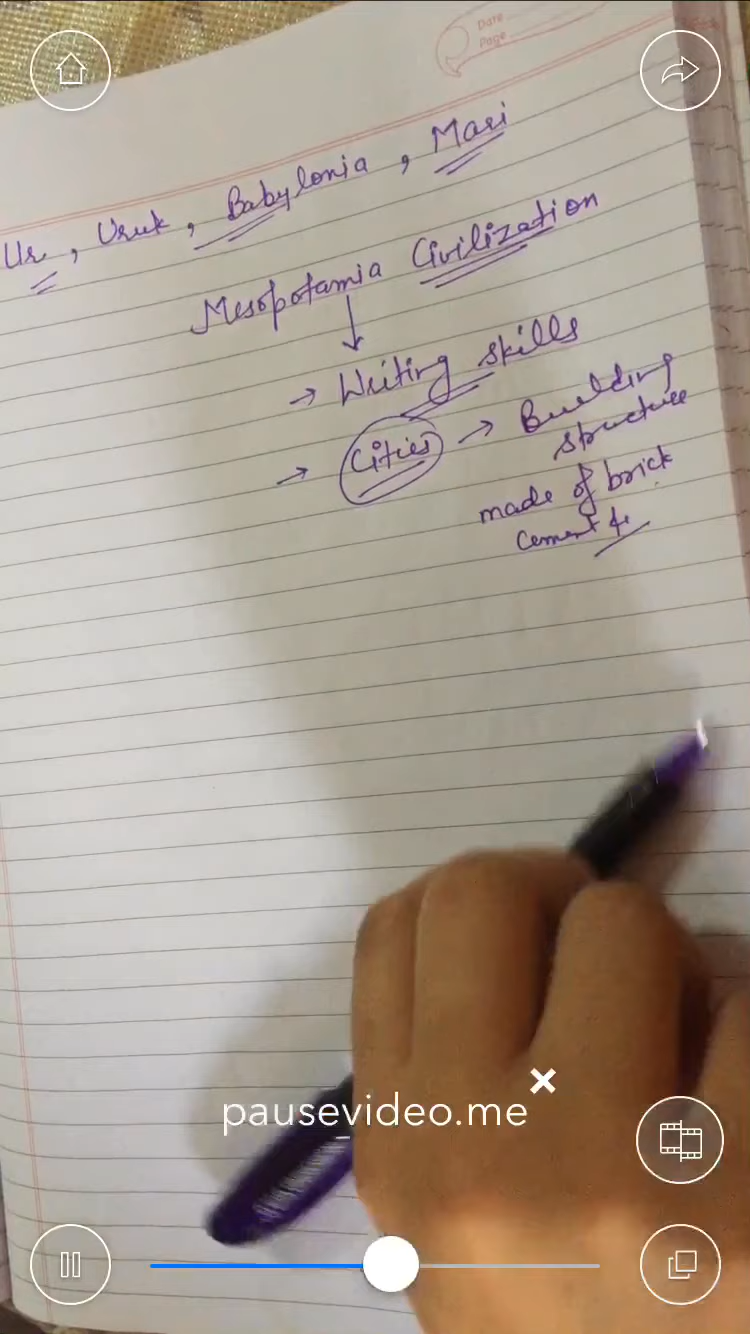 Date
Page
Ur, Uruk, Babylonia, Mari
Mesopotamia Civilization
→ Writing skills
→ Cities → Building
structure
made of brick
cement &
pausevideo.me